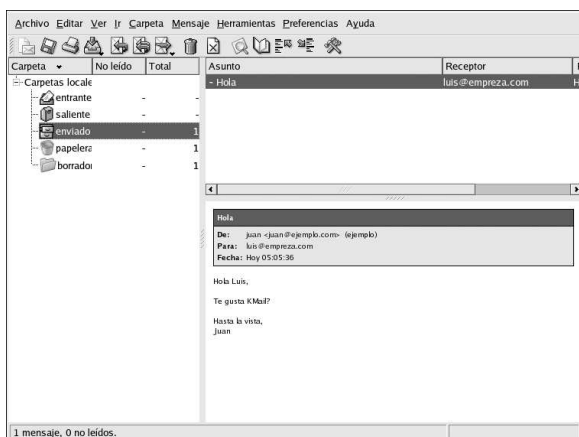 Archivo Editar Ver Ir Carpeta Mensaje Herramientas Preferencias Ayuda
Carpeta No leído Total
Carpetas locale
entrante - -
saliente - -
enviado - 1
papelera - 1
borrador - 1
Asunto Receptor
- Hola luis@empreza.com H
Hola
De: juan <juan@ejemplo.com> (ejemplo)
Para: luis@empreza.com
Fecha: Hoy 05:05:36
Hola Luis,
Te gusta KMail?
Hasta la vista,
Juan
1 mensaje, 0 no leídos.